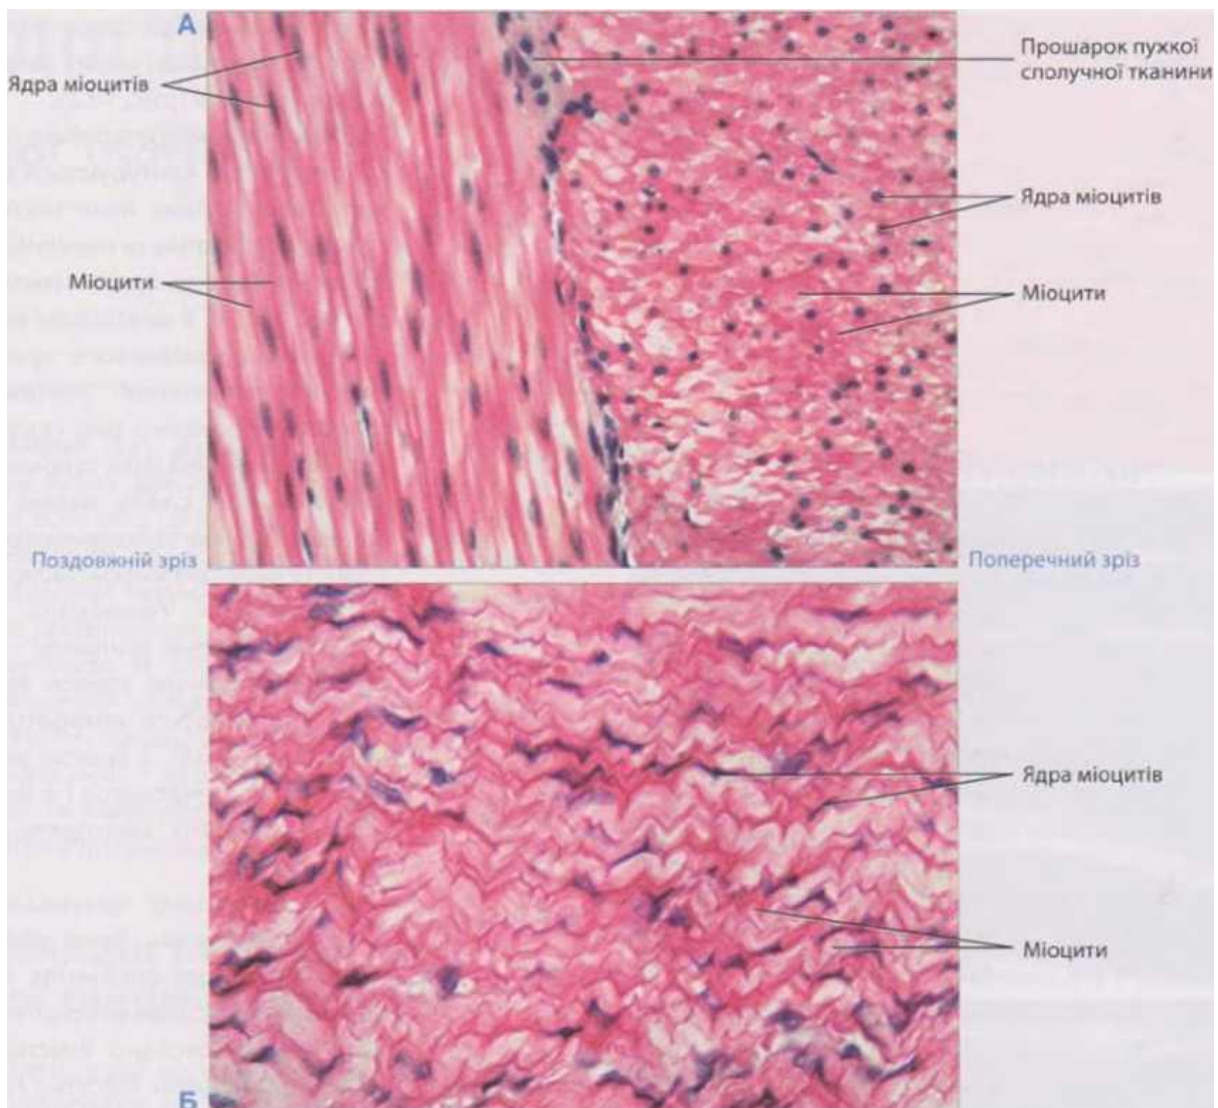 А
Ядра міоцитів
Прошарок пухкої
сполучної тканини
Ядра міоцитів
Міоцити
Міоцити
Поздовжній зріз
Поперечний зріз
Ядра міоцитів
Міоцити
Б